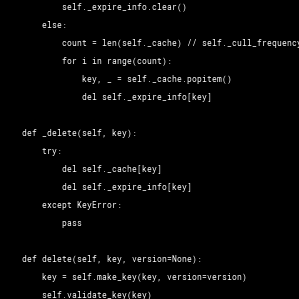 self._expire_info.clear()
else:
count = len(self._cache) // self._cull_frequency
for i in range(count):
key, _ = self._cache.popitem()
del self._expire_info[key]
def _delete(self, key):
try:
del self._cache[key]
del self._expire_info[key]
except KeyError:
pass
def delete(self, key, version=None):
key = self.make_key(key, version=version)
self.validate_key(key)